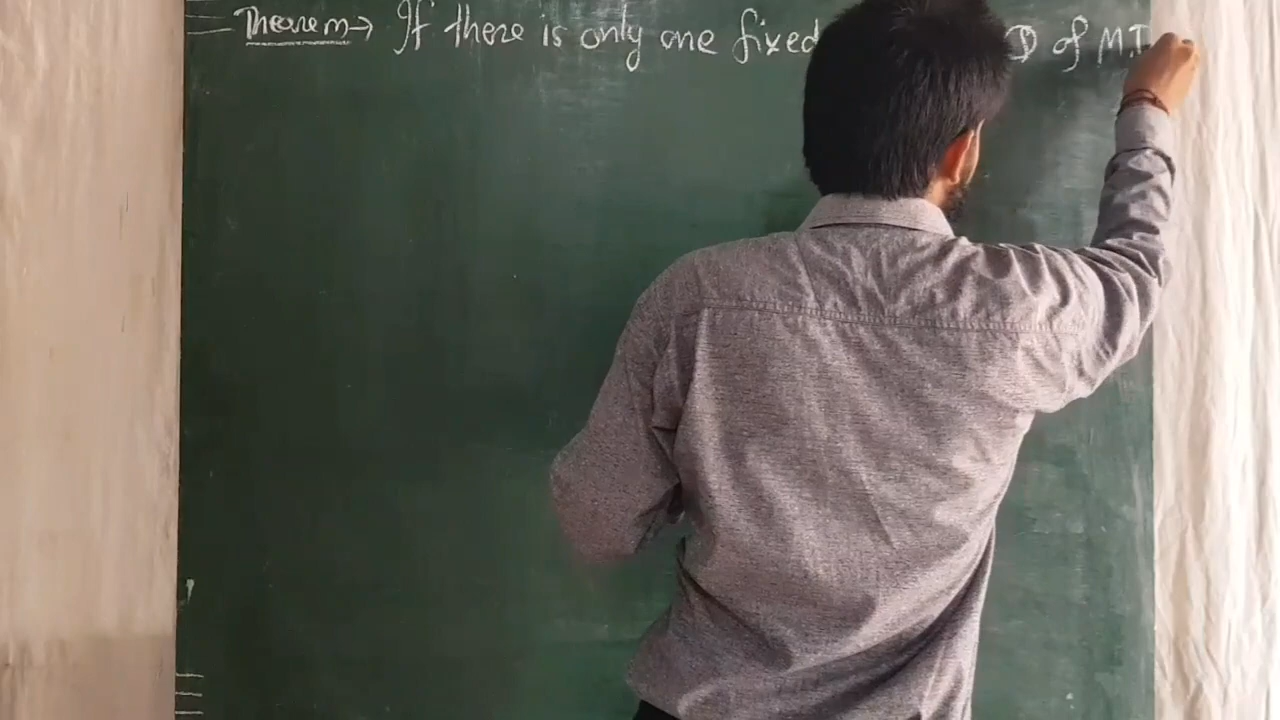 Theorem → If there is only one fixed of M.T